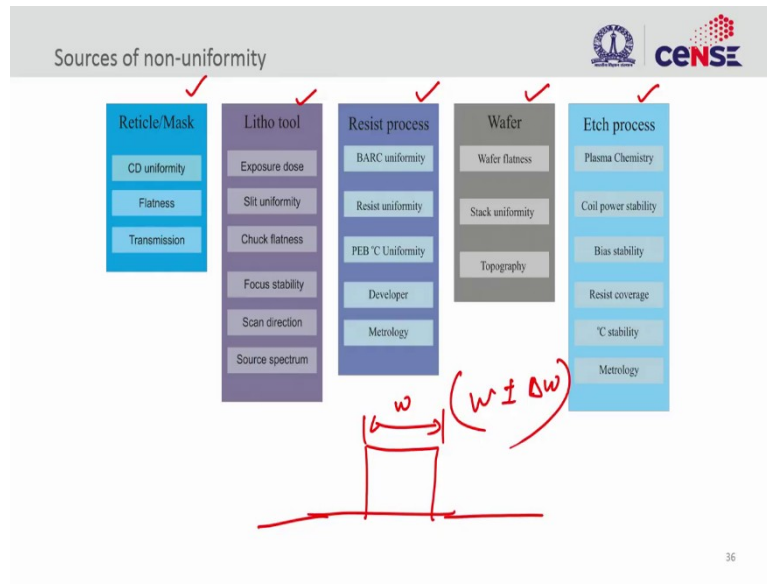 Sources of non-uniformity
CeNSE
Reticle/Mask
CD uniformity
Flatness
Transmission
Litho tool
Exposure dose
Slit uniformity
Chuck flatness
Focus stability
Scan direction
Source spectrum
Resist process
BARC uniformity
Resist uniformity
PEB °C Uniformity
Developer
Metrology
Wafer
Wafer flatness
Stack uniformity
Topography
Etch process
Plasma Chemistry
Coil power stability
Bias stability
Resist coverage
°C stability
Metrology
w
(W ± Δw)
36